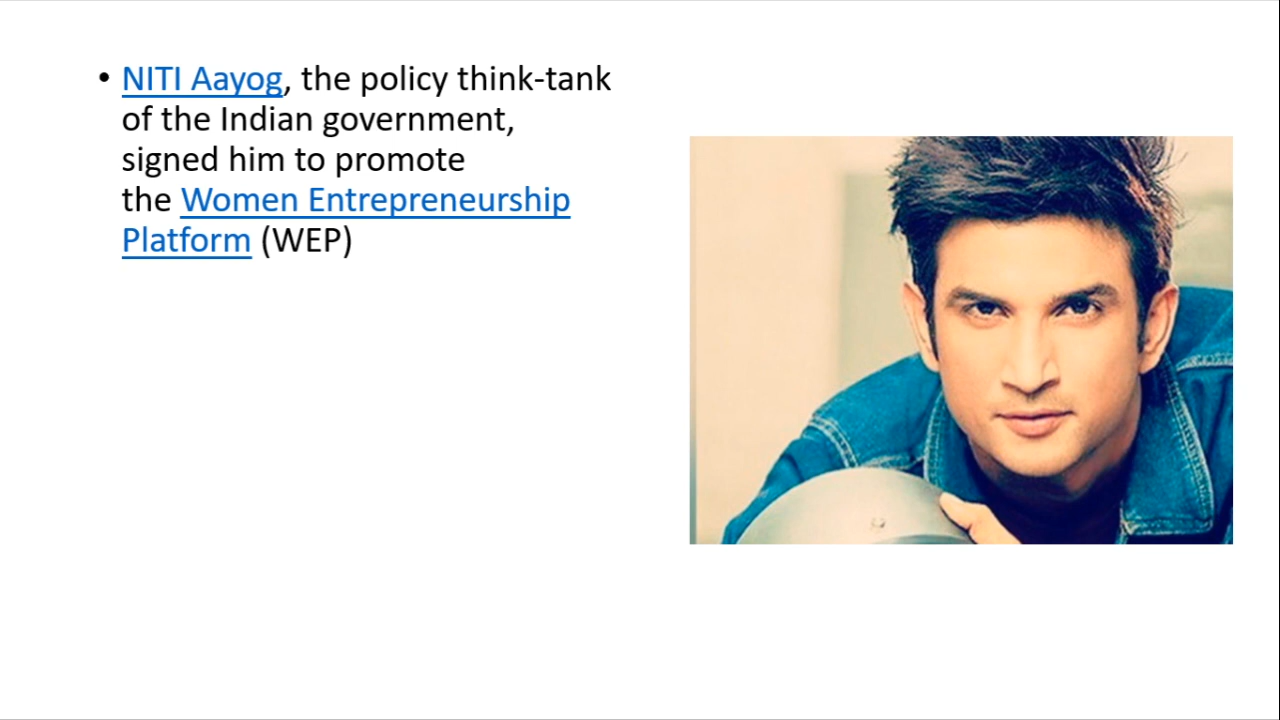 • NITI Aayog, the policy think-tank
of the Indian government,
signed him to promote
the Women Entrepreneurship
Platform (WEP)